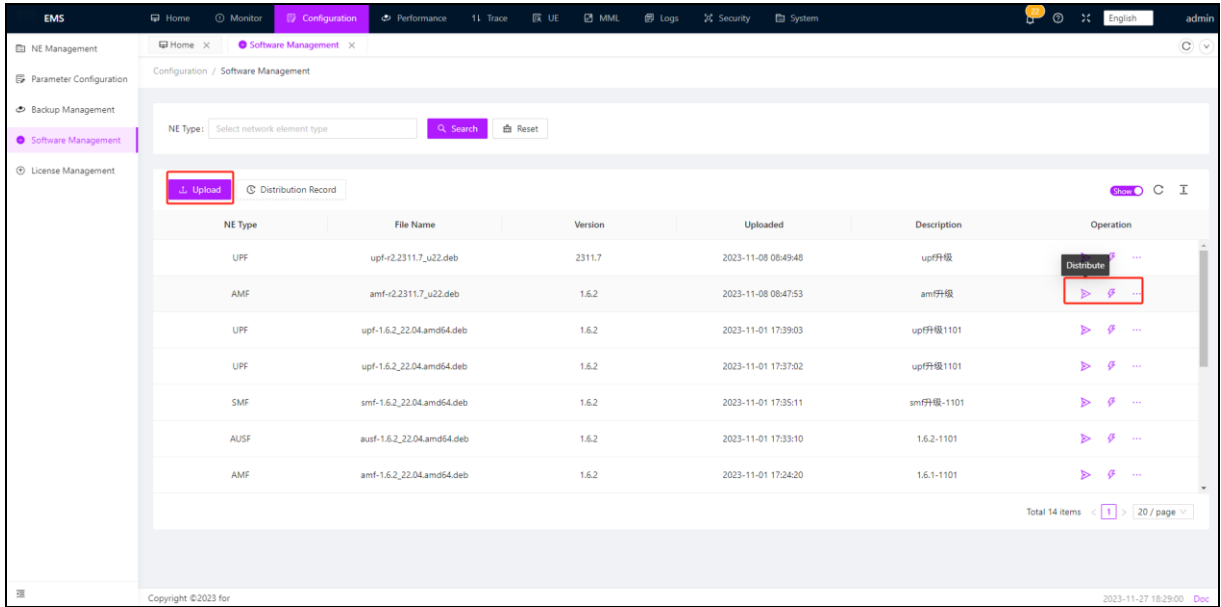 EMS Home Monitor Configuration Performance Trace UE MML Logs Security System 22 English admin
NE Management
Parameter Configuration
Backup Management
Software Management
License Management
Home Software Management
Configuration / Software Management
NE Type: Select network element type Search Reset
Upload Distribution Record Show
NE Type File Name Version Uploaded Description Operation
UPF upf-r2.2311.7_u22.deb 2311.7 2023-11-08 08:49:48 upf升级
Distribute
AMF amf-r2.2311.7_u22.deb 1.6.2 2023-11-08 08:47:53 amf升级
UPF upf-1.6.2_22.04.amd64.deb 1.6.2 2023-11-01 17:39:03 upf升级1101
UPF upf-1.6.2_22.04.amd64.deb 1.6.2 2023-11-01 17:37:02 upf升级1101
SMF smf-1.6.2_22.04.amd64.deb 1.6.2 2023-11-01 17:35:11 smf升级-1101
AUSF ausf-1.6.2_22.04.amd64.deb 1.6.2 2023-11-01 17:33:10 1.6.2-1101
AMF amf-1.6.2_22.04.amd64.deb 1.6.2 2023-11-01 17:24:20 1.6.1-1101
Total 14 items < 1 > 20 / page
Copyright ©2023 for 2023-11-27 18:29:00 Doc